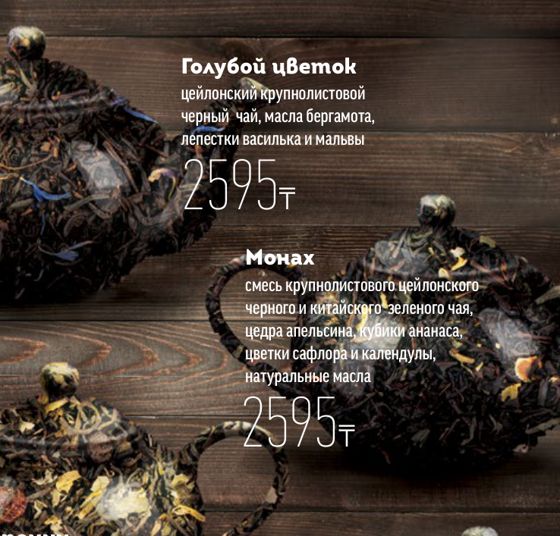 Голубой цветок
цейлонский крупнолистовой
черный чай, масла бергамота,
лепестки василька и мальвы
2595₸
Монах
смесь крупнолистового цейлонского
черного и китайского зеленого чая,
цедра апельсина, кубики ананаса,
цветки сафлора и календулы,
натуральные масла
2595₸